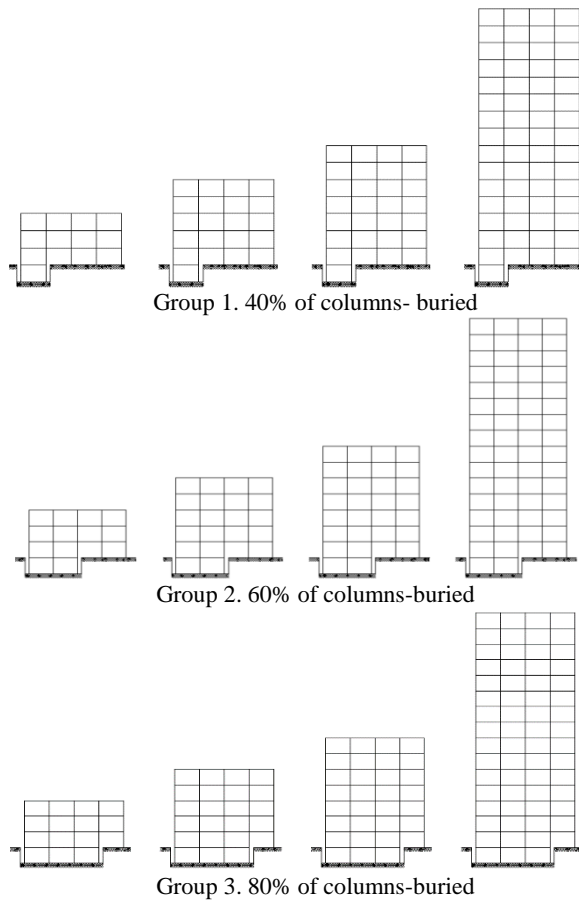 Group 1. 40% of columns- buried
Group 2. 60% of columns-buried
Group 3. 80% of columns-buried